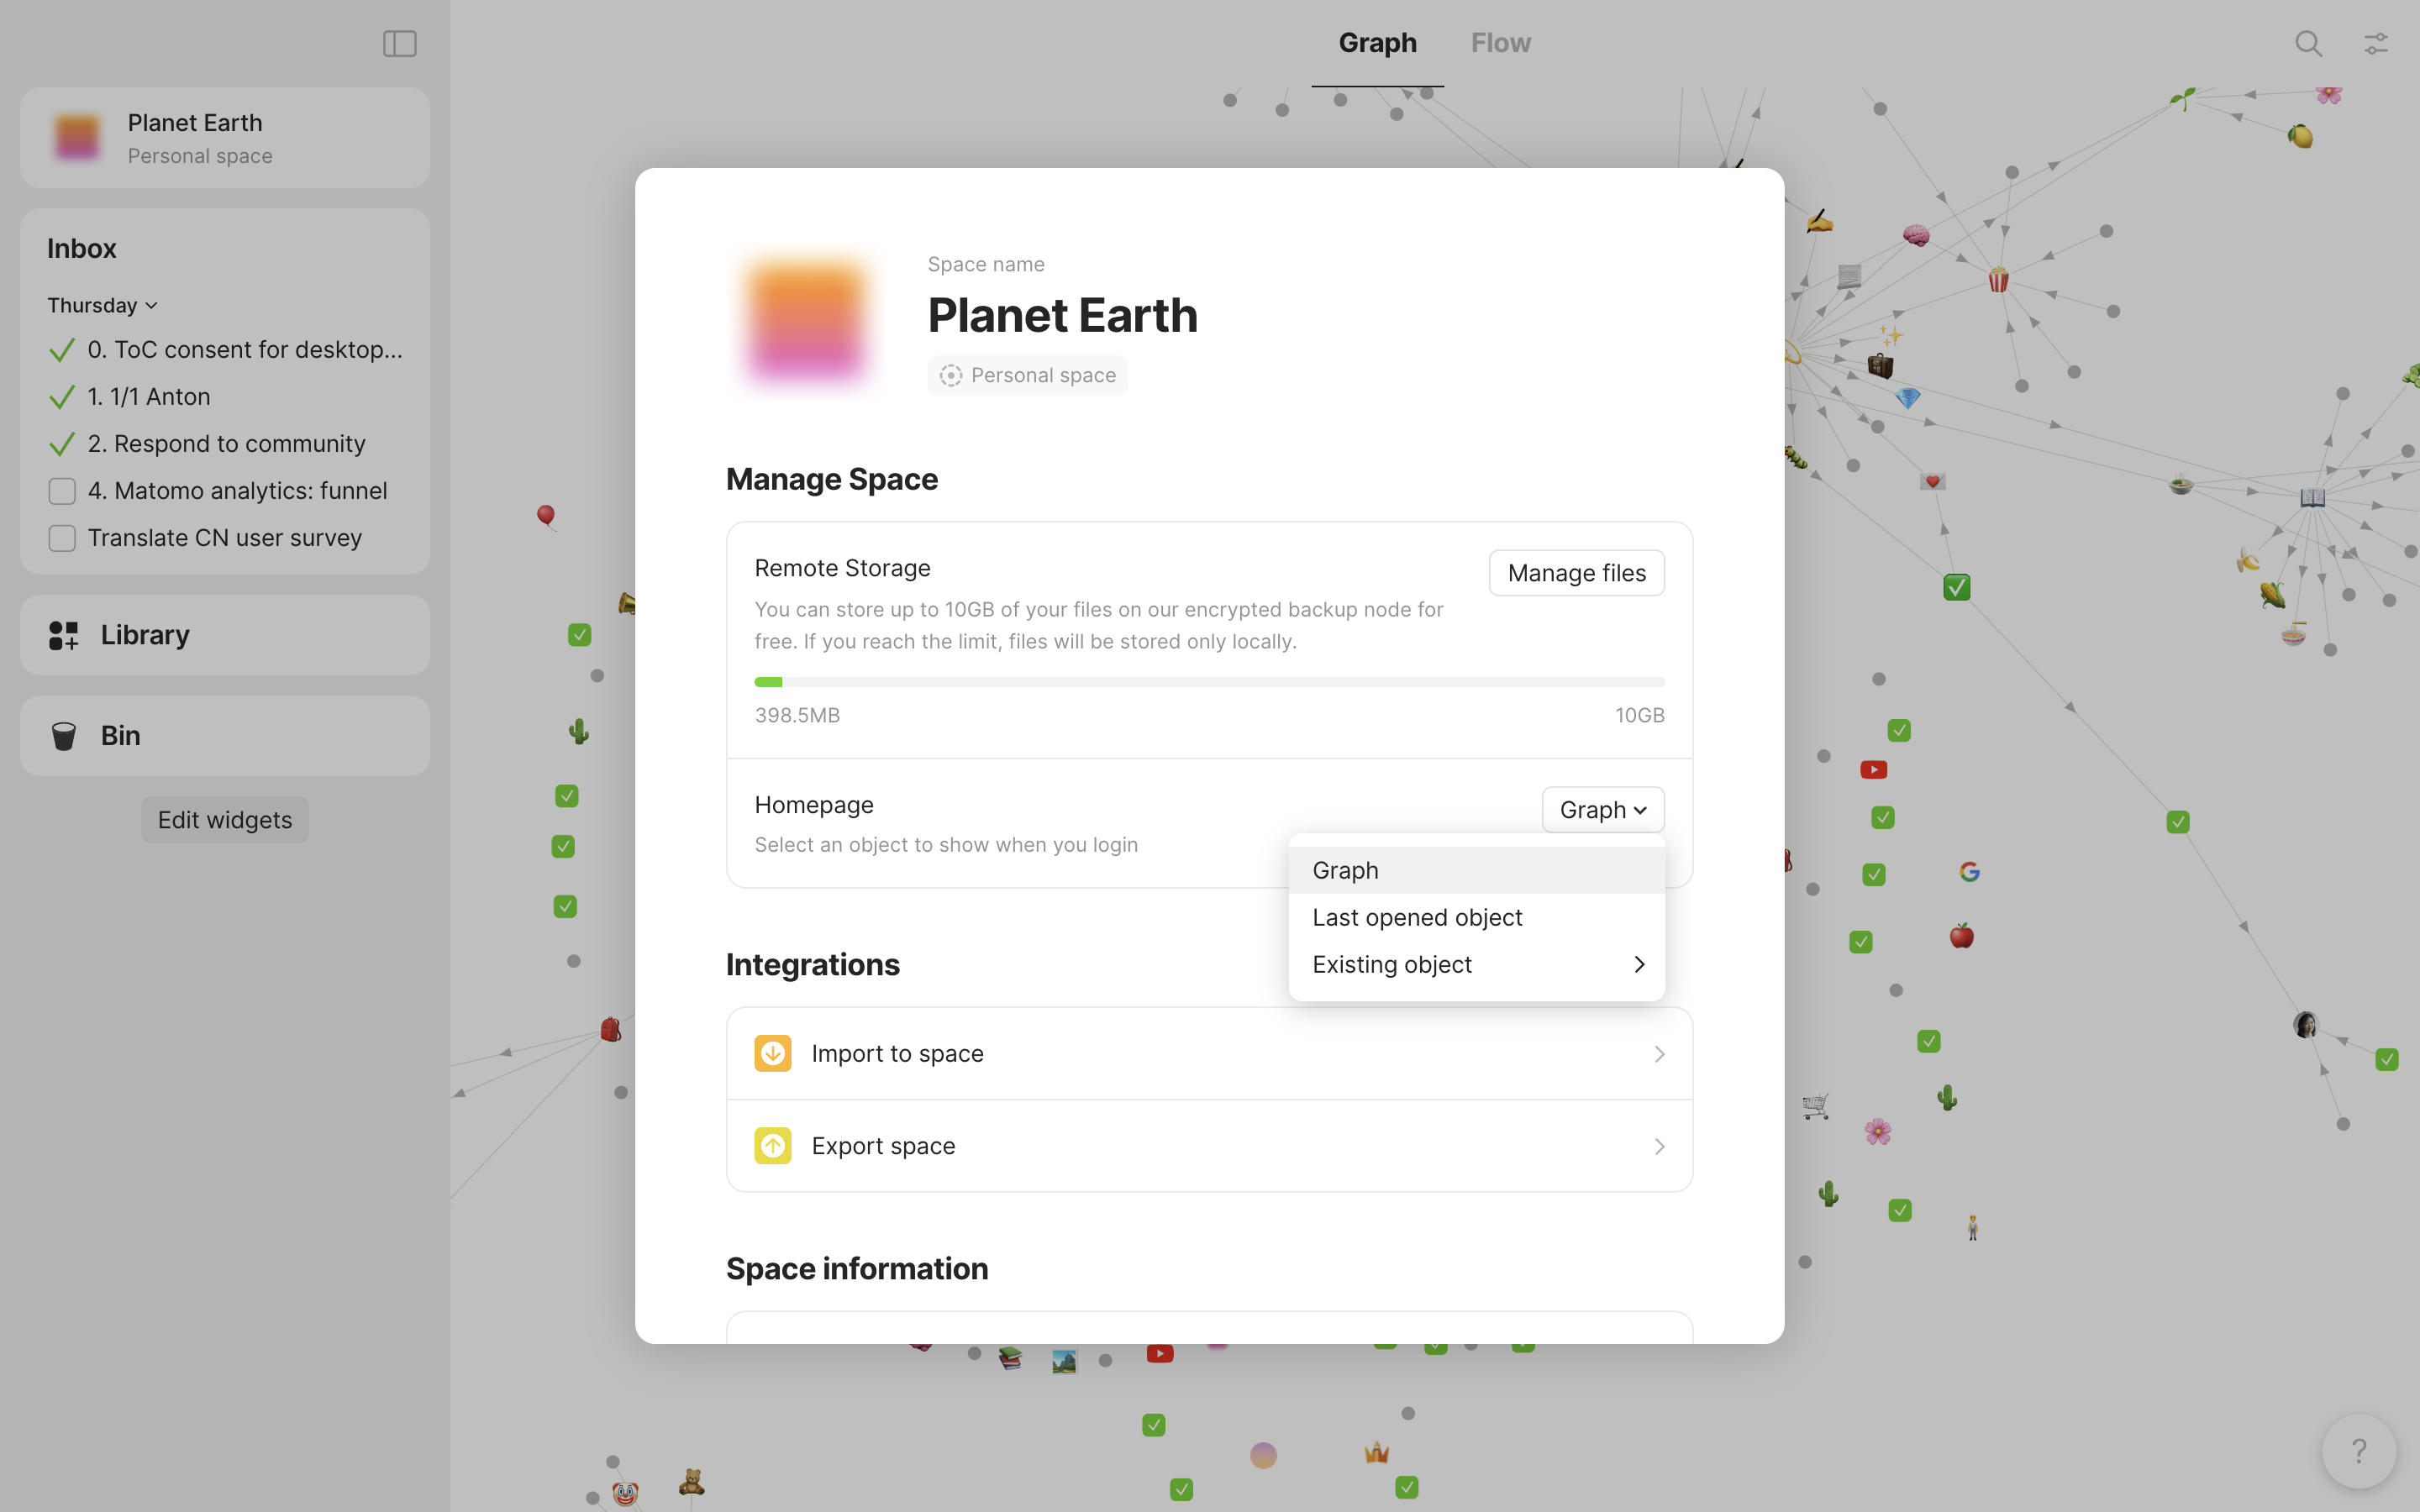 Graph
Flow
Planet Earth
Personal space
Inbox
Thursday
0. ToC consent for desktop...
1. 1/1 Anton
2. Respond to community
4. Matomo analytics: funnel
Translate CN user survey
Library
Bin
Edit widgets
Space name
Planet Earth
Personal space
Manage Space
Remote Storage
Manage files
You can store up to 10GB of your files on our encrypted backup node for
free. If you reach the limit, files will be stored only locally.
398.5MB
10GB
Homepage
Graph
Select an object to show when you login
Graph
Last opened object
Existing object
Integrations
Import to space
Export space
Space information
?